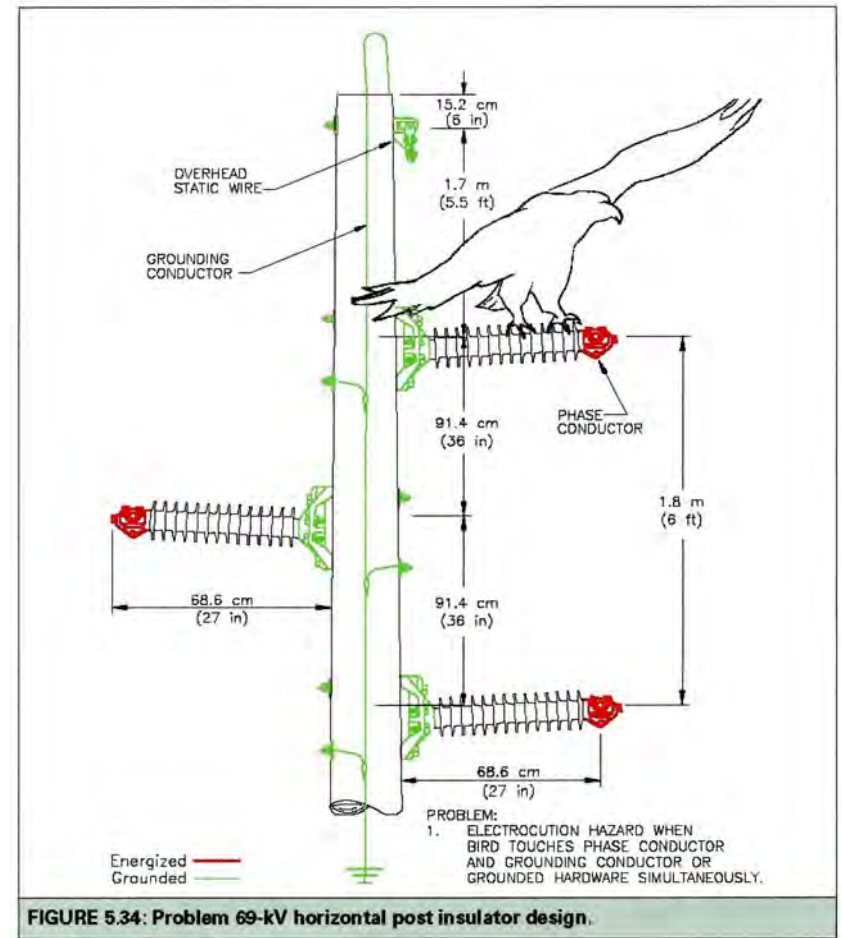 15.2 cm
(6 in)
OVERHEAD
STATIC WIRE
1.7 m
(5.5 ft)
GROUNDING
CONDUCTOR
PHASE
CONDUCTOR
91.4 cm
(36 in)
1.8 m
(6 ft)
68.6 cm
(27 in)
91.4 cm
(36 in)
68.6 cm
(27 in)
PROBLEM:
1. ELECTROCUTION HAZARD WHEN
BIRD TOUCHES PHASE CONDUCTOR
AND GROUNDING CONDUCTOR OR
GROUNDED HARDWARE SIMULTANEOUSLY.
Energized
Grounded
FIGURE 5.34: Problem 69-kV horizontal post insulator design.